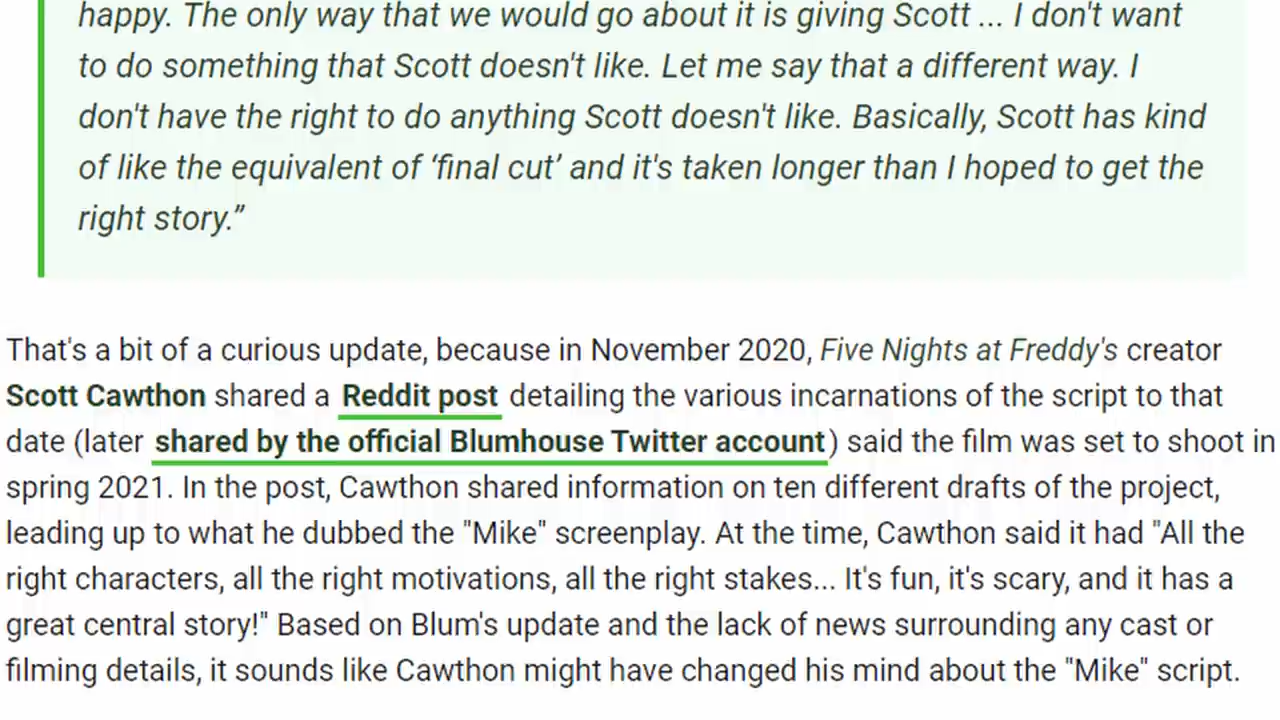 happy. The only way that we would go about it is giving Scott ... I don't want
to do something that Scott doesn't like. Let me say that a different way. I
don't have the right to do anything Scott doesn't like. Basically, Scott has kind
of like the equivalent of ‘final cut’ and it's taken longer than I hoped to get the
right story.”
That's a bit of a curious update, because in November 2020, Five Nights at Freddy's creator
Scott Cawthon shared a Reddit post detailing the various incarnations of the script to that
date (later shared by the official Blumhouse Twitter account) said the film was set to shoot in
spring 2021. In the post, Cawthon shared information on ten different drafts of the project,
leading up to what he dubbed the "Mike" screenplay. At the time, Cawthon said it had "All the
right characters, all the right motivations, all the right stakes... It's fun, it's scary, and it has a
great central story!" Based on Blum's update and the lack of news surrounding any cast or
filming details, it sounds like Cawthon might have changed his mind about the "Mike" script.